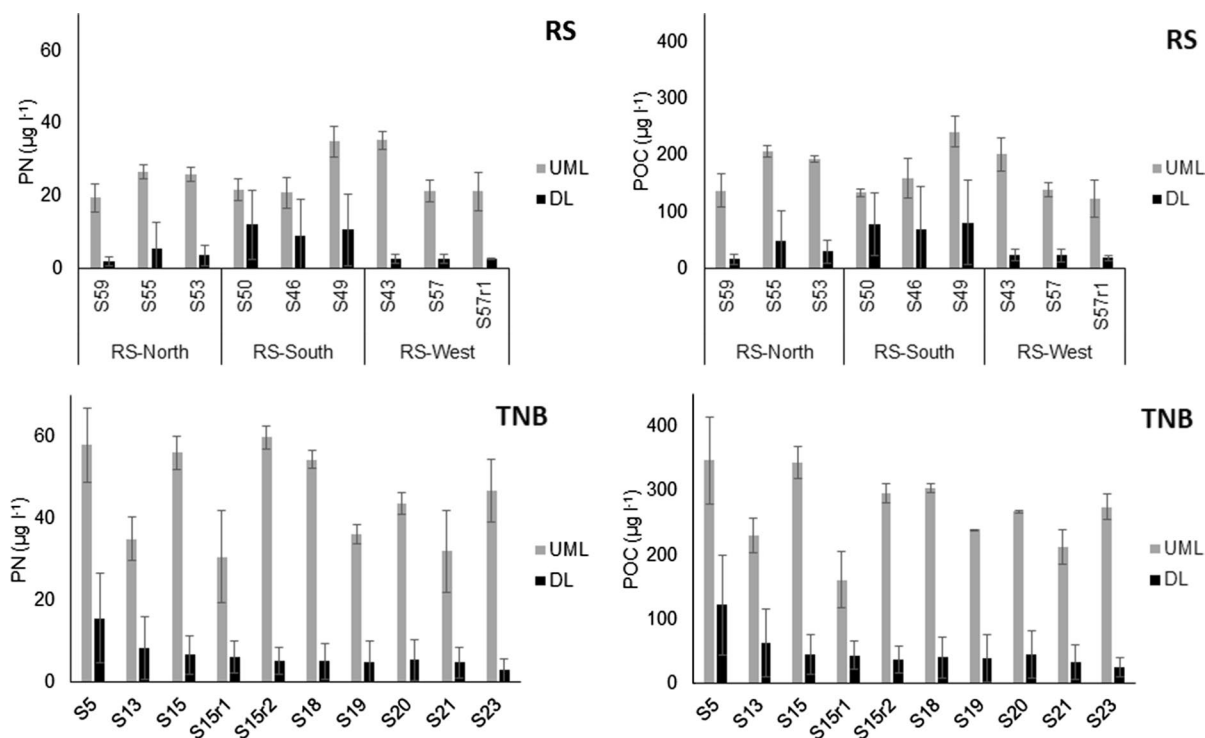 RS
PN (µg l⁻¹)
60
40
20
0
UML
DL
S59
S55
S53
S50
S46
S49
S43
S57
S57r1
RS-North
RS-South
RS-West
RS
POC (µg l⁻¹)
400
300
200
100
0
UML
DL
S59
S55
S53
S50
S46
S49
S43
S57
S57r1
RS-North
RS-South
RS-West
TNB
PN (µg l⁻¹)
60
40
20
0
UML
DL
S5
S13
S15
S15r1
S15r2
S18
S19
S20
S21
S23
TNB
POC (µg l⁻¹)
400
300
200
100
0
UML
DL
S5
S13
S15
S15r1
S15r2
S18
S19
S20
S21
S23